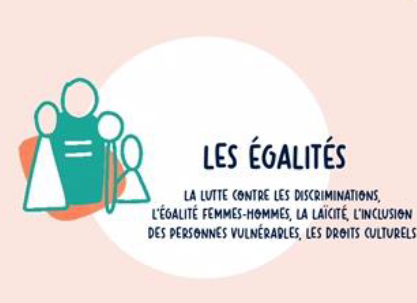 LES ÉGALITÉS
LA LUTTE CONTRE LES DISCRIMINATIONS,
L'ÉGALITÉ FEMMES-HOMMES, LA LAÏCITÉ, L'INCLUSION
DES PERSONNES VULNÉRABLES, LES DROITS CULTURELS